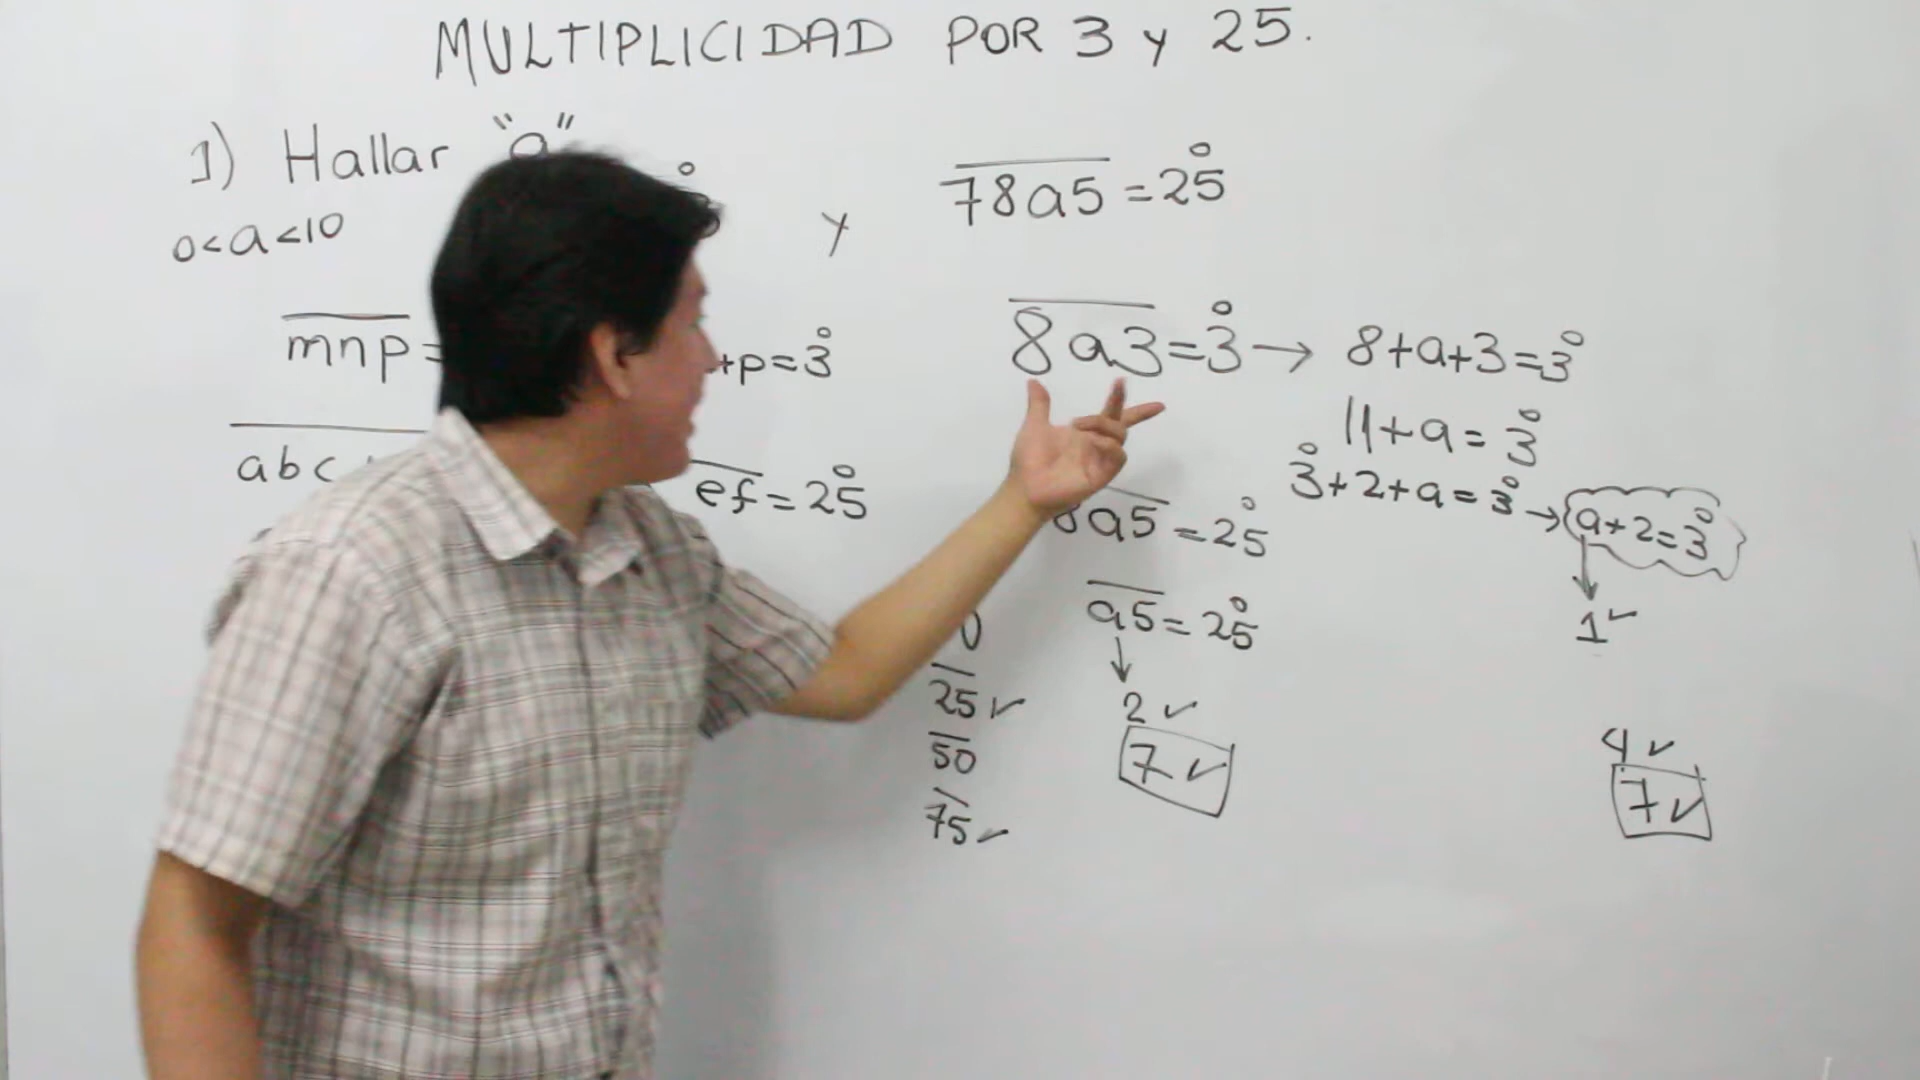 MULTIPLICIDAD POR 3 y 25.
1) Hallar "a"
0<a<10
y
78a5 = 25°
mnp=
+p=3°
8a3=3° → 8+a+3=3°
11+a=3°
3°+2+a=3° → a+2=3°
abc
ef=25°
8a5=25°
a5=25°
1✓
0
25✓
2✓
50
7✓
75✓
4✓
7✓